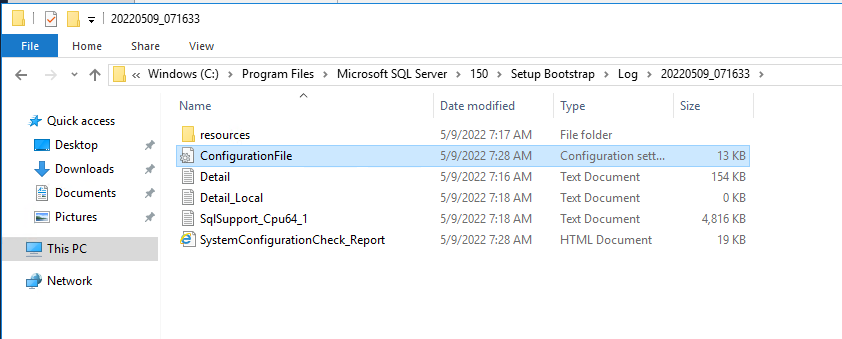 20220509_071633
File Home Share View
« Windows (C:) > Program Files > Microsoft SQL Server > 150 > Setup Bootstrap > Log > 20220509_071633 >
Name Date modified Type Size
Quick access
Desktop
Downloads
Documents
Pictures
This PC
Network
resources 5/9/2022 7:17 AM File folder
ConfigurationFile 5/9/2022 7:28 AM Configuration sett... 13 KB
Detail 5/9/2022 7:16 AM Text Document 154 KB
Detail_Local 5/9/2022 7:18 AM Text Document 0 KB
SqlSupport_Cpu64_1 5/9/2022 7:18 AM Text Document 4,816 KB
SystemConfigurationCheck_Report 5/9/2022 7:28 AM HTML Document 19 KB